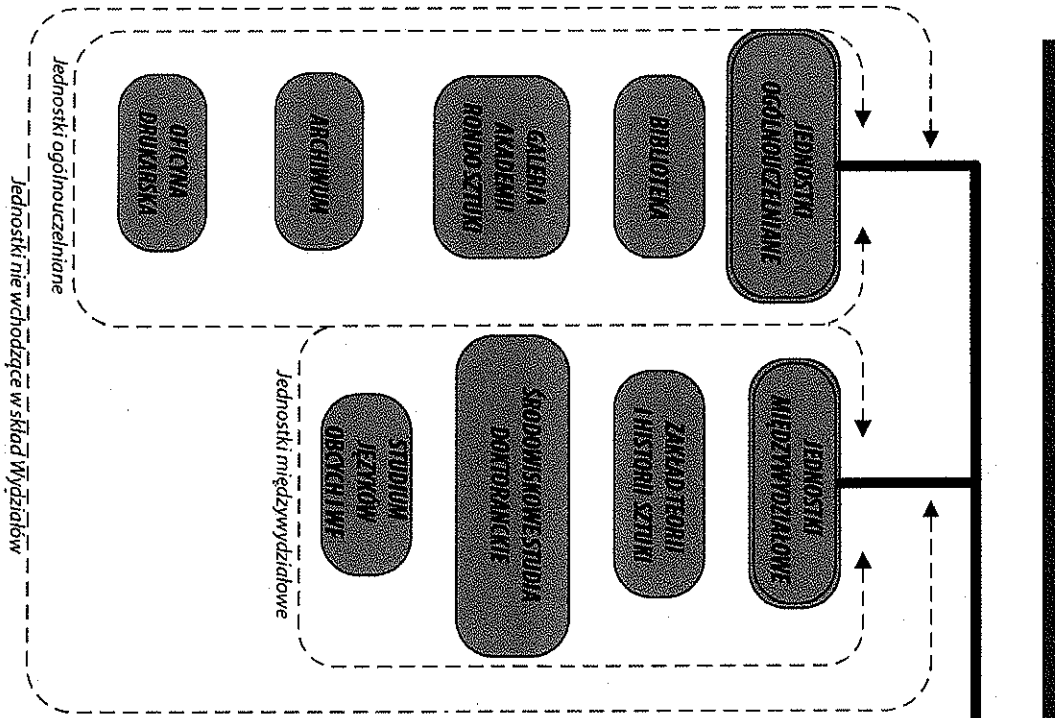 JEDNOSTKI
OGÓLNOUCZELNIANE
BIBLIOTEKA
GALERIA
AKADEMII
RONDO SZTUKI
ARCHIWUM
OFICYNA
DRUKARSKA
Jednostki ogólnouczelniane
JEDNOSTKI
MIĘDZYWYDZIAŁOWE
ZAKŁAD TEORII
I HISTORII SZTUKI
ŚRODOWISKOWE STUDIA
DOKTORANCKIE
STUDIUM
JĘZYKÓW
OBCYCH I WF
Jednostki międzywydziałowe
Jednostki nie wchodzące w skład Wydziałów